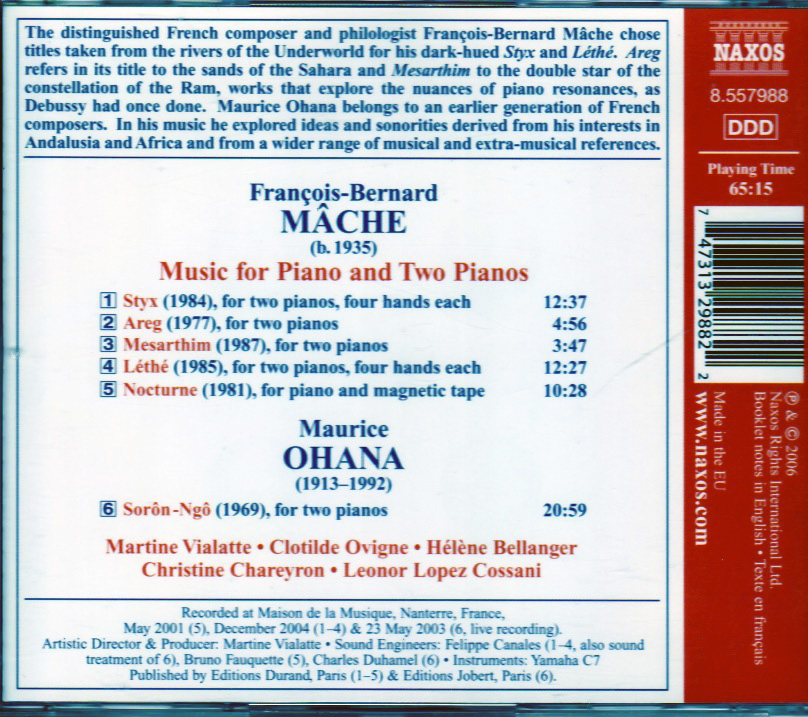 The distinguished French composer and philologist François-Bernard Mâche chose
titles taken from the rivers of the Underworld for his dark-hued Styx and Léthé. Areg
refers in its title to the sands of the Sahara and Mesarthim to the double star of the
constellation of the Ram, works that explore the nuances of piano resonances, as
Debussy had once done. Maurice Ohana belongs to an earlier generation of French
composers. In his music he explored ideas and sonorities derived from his interests in
Andalusia and Africa and from a wider range of musical and extra-musical references.
François-Bernard
MÂCHE
(b. 1935)
Music for Piano and Two Pianos
1 Styx (1984), for two pianos, four hands each 12:37
2 Areg (1977), for two pianos 4:56
3 Mesarthim (1987), for two pianos 3:47
4 Léthé (1985), for two pianos, four hands each 12:27
5 Nocturne (1981), for piano and magnetic tape 10:28
Maurice
OHANA
(1913–1992)
6 Sorôn-Ngô (1969), for two pianos 20:59
Martine Vialatte • Clotilde Ovigne • Hélène Bellanger
Christine Chareyron • Leonor Lopez Cossani
Recorded at Maison de la Musique, Nanterre, France,
May 2001 (5), December 2004 (1–4) & 23 May 2003 (6, live recording).
Artistic Director & Producer: Martine Vialatte • Sound Engineers: Felippe Canales (1–4, also sound
treatment of 6), Bruno Fauquette (5), Charles Duhamel (6) • Instruments: Yamaha C7
Published by Editions Durand, Paris (1–5) & Editions Jobert, Paris (6).
NAXOS
8.557988
DDD
Playing Time
65:15
7 47313 29882 2
℗ & © 2006
Naxos Rights International Ltd.
Booklet notes in English • Texte en français
Made in the EU
www.naxos.com